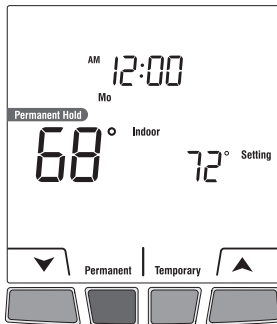 AM 12:00
Mo
Permanent Hold
68° Indoor
72° Setting
Permanent Temporary